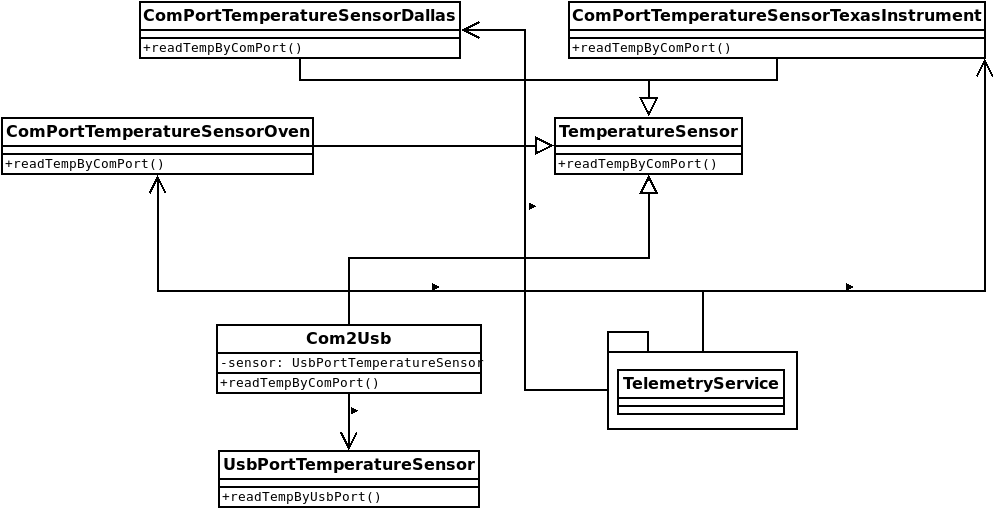 ComPortTemperatureSensorDallas
+readTempByComPort()
ComPortTemperatureSensorTexasInstrument
+readTempByComPort()
ComPortTemperatureSensorOven
+readTempByComPort()
TemperatureSensor
+readTempByComPort()
Com2Usb
-sensor: UsbPortTemperatureSensor
+readTempByComPort()
TelemetryService
UsbPortTemperatureSensor
+readTempByUsbPort()